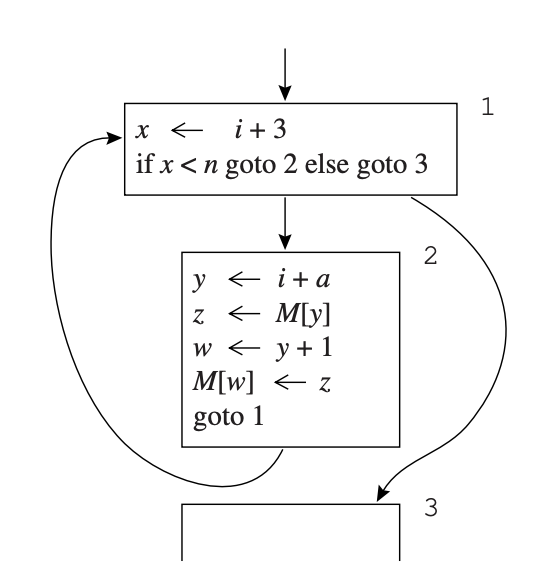 1
x ← i + 3
if x < n goto 2 else goto 3
2
y ← i + a
z ← M[y]
w ← y + 1
M[w] ← z
goto 1
3